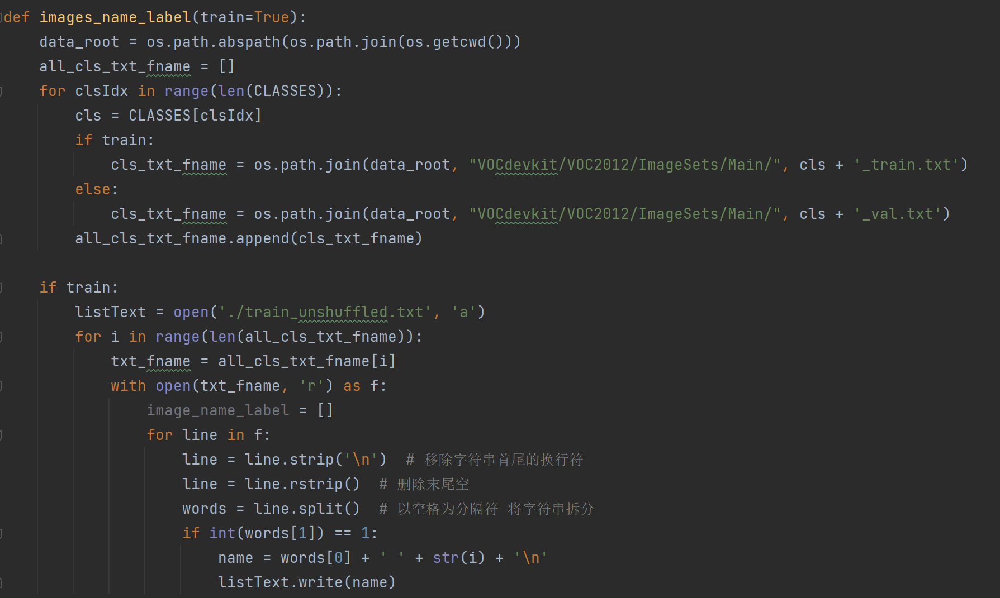 def images_name_label(train=True):
    data_root = os.path.abspath(os.path.join(os.getcwd()))
    all_cls_txt_fname = []
    for clsIdx in range(len(CLASSES)):
        cls = CLASSES[clsIdx]
        if train:
            cls_txt_fname = os.path.join(data_root, "VOCdevkit/VOC2012/ImageSets/Main/", cls + '_train.txt')
        else:
            cls_txt_fname = os.path.join(data_root, "VOCdevkit/VOC2012/ImageSets/Main/", cls + '_val.txt')
        all_cls_txt_fname.append(cls_txt_fname)

    if train:
        listText = open('./train_unshuffled.txt', 'a')
        for i in range(len(all_cls_txt_fname)):
            txt_fname = all_cls_txt_fname[i]
            with open(txt_fname, 'r') as f:
                image_name_label = []
                for line in f:
                    line = line.strip('\n')  # 移除字符串首尾的换行符
                    line = line.rstrip()  # 删除末尾空
                    words = line.split()  # 以空格为分隔符 将字符串拆分
                    if int(words[1]) == 1:
                        name = words[0] + ' ' + str(i) + '\n'
                        listText.write(name)